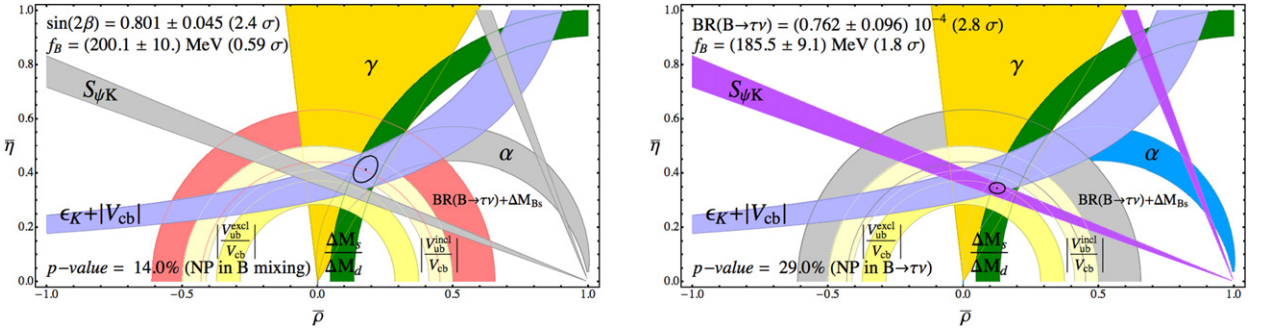 sin(2β) = 0.801 ± 0.045 (2.4 σ)
f_B = (200.1 ± 10.) MeV (0.59 σ)
γ
S_ψK
α
BR(B→τν)+ΔM_Bs
ϵ_K+|V_cb|
|V_ub^excl/V_cb|
ΔM_s/ΔM_d
|V_ub^incl/V_cb|
p−value = 14.0% (NP in B mixing)
η̅
0.0
0.2
0.4
0.6
0.8
1.0
−1.0
−0.5
0.0
0.5
1.0
ρ̅
BR(B→τν) = (0.762 ± 0.096) 10^−4 (2.8 σ)
f_B = (185.5 ± 9.1) MeV (1.8 σ)
γ
S_ψK
α
BR(B→τν)+ΔM_Bs
ϵ_K+|V_cb|
|V_ub^excl/V_cb|
ΔM_s/ΔM_d
|V_ub^incl/V_cb|
p−value = 29.0% (NP in B→τν)
η̅
0.0
0.2
0.4
0.6
0.8
1.0
−1.0
−0.5
0.0
0.5
1.0
ρ̅